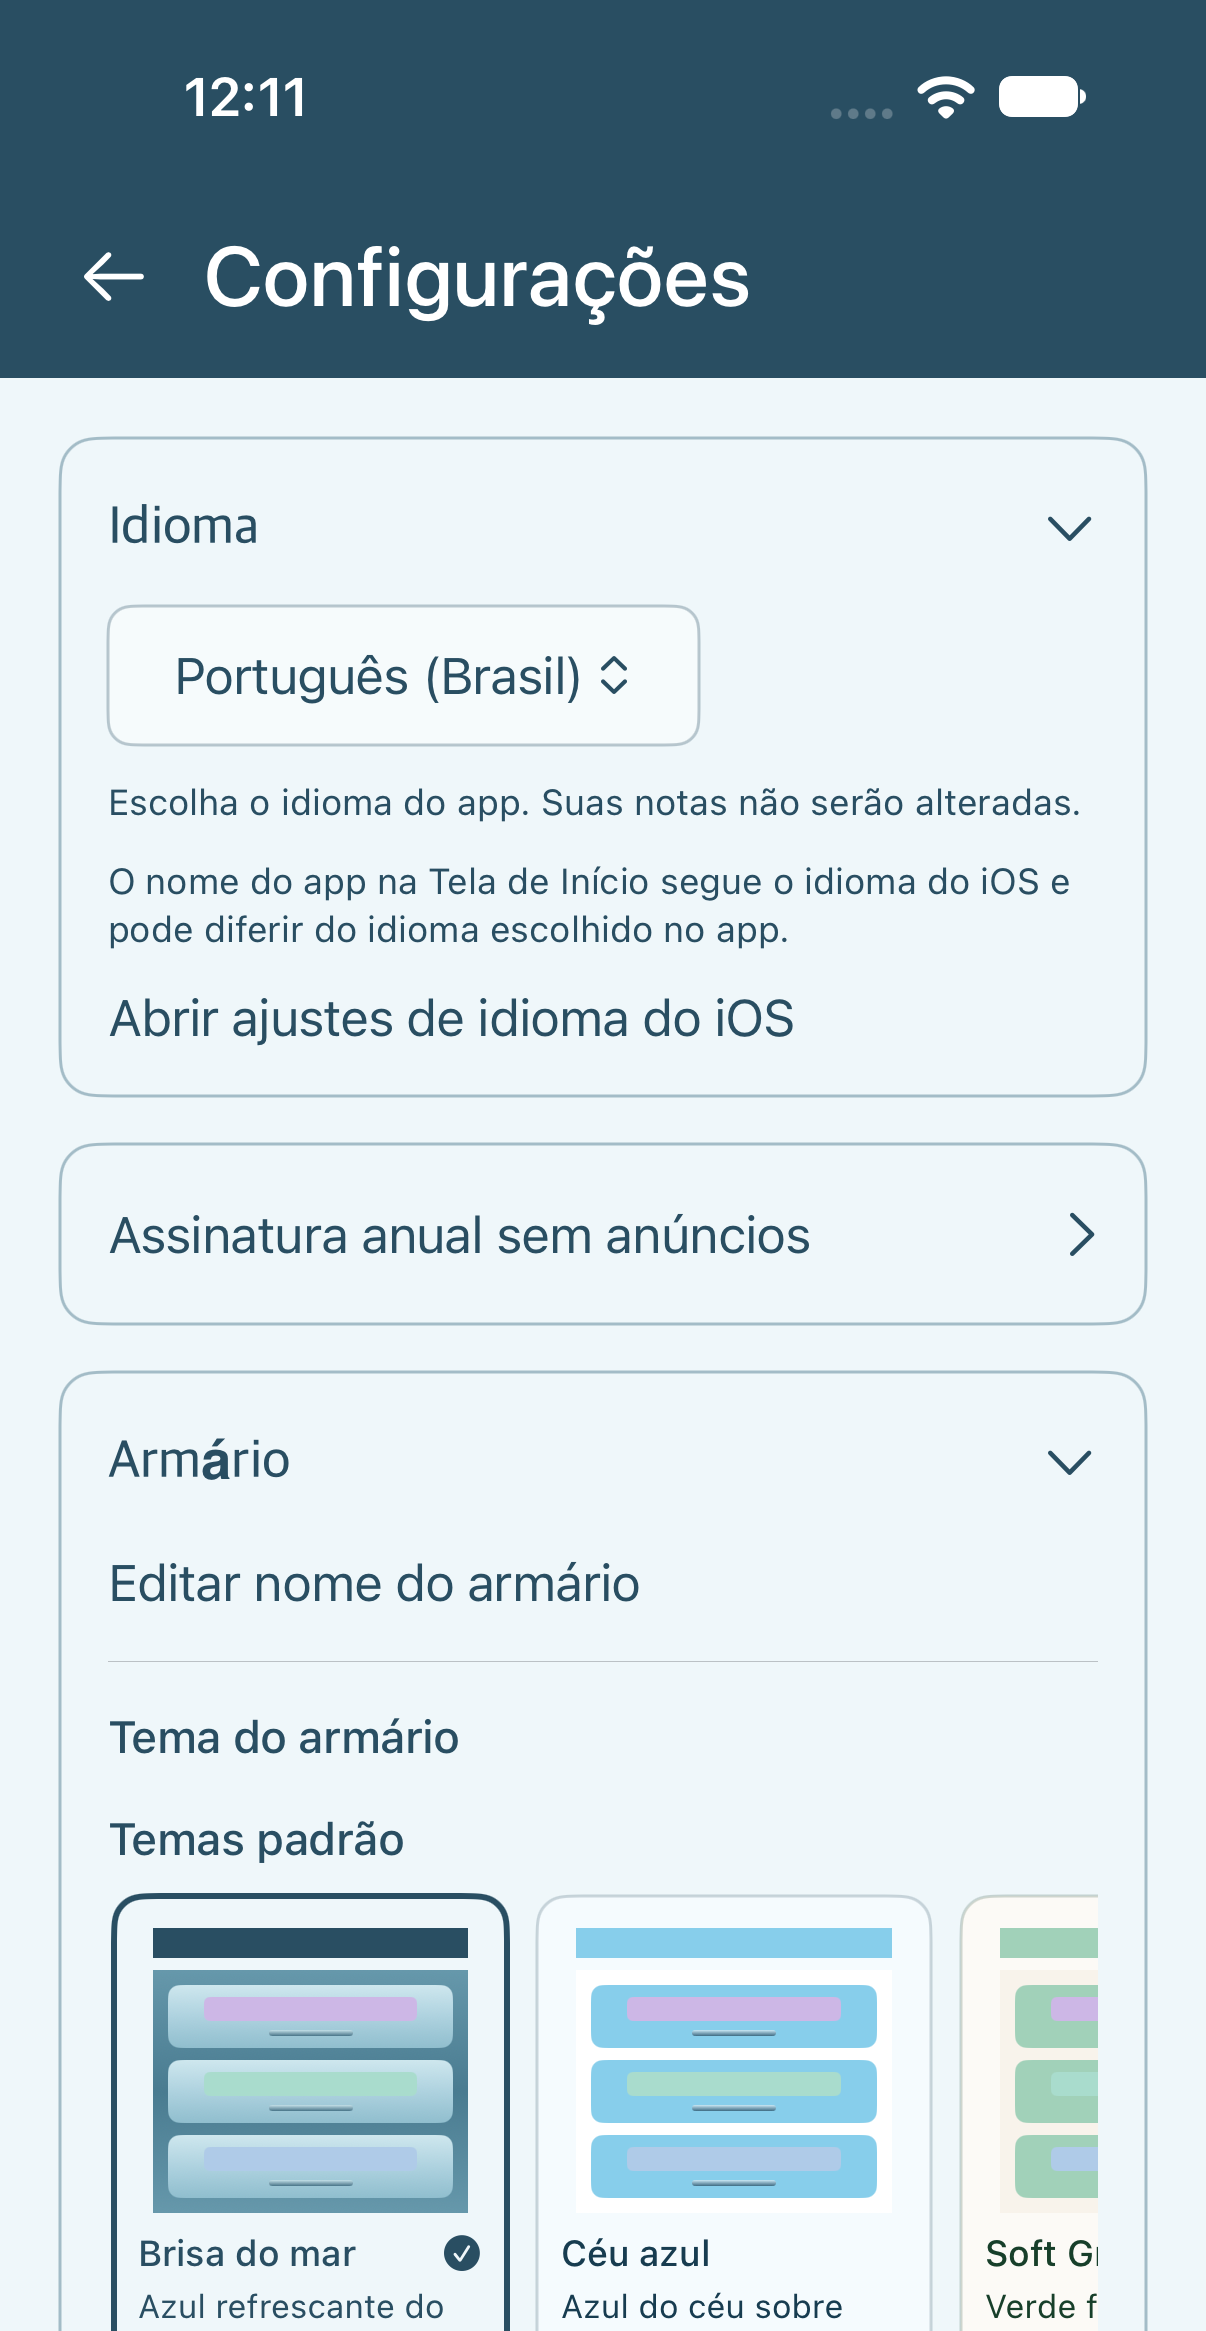 12:11
Configurações
Idioma
Português (Brasil)
Escolha o idioma do app. Suas notas não serão alteradas.
O nome do app na Tela de Início segue o idioma do iOS e
pode diferir do idioma escolhido no app.
Abrir ajustes de idioma do iOS
Assinatura anual sem anúncios
Armário
Editar nome do armário
Tema do armário
Temas padrão
Brisa do mar
Azul refrescante do
Céu azul
Azul do céu sobre
Soft
Verde